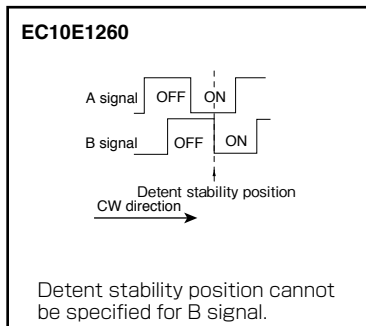 EC10E1260
A signal OFF ON
B signal OFF ON
Detent stability position
CW direction
Detent stability position cannot
be specified for B signal.